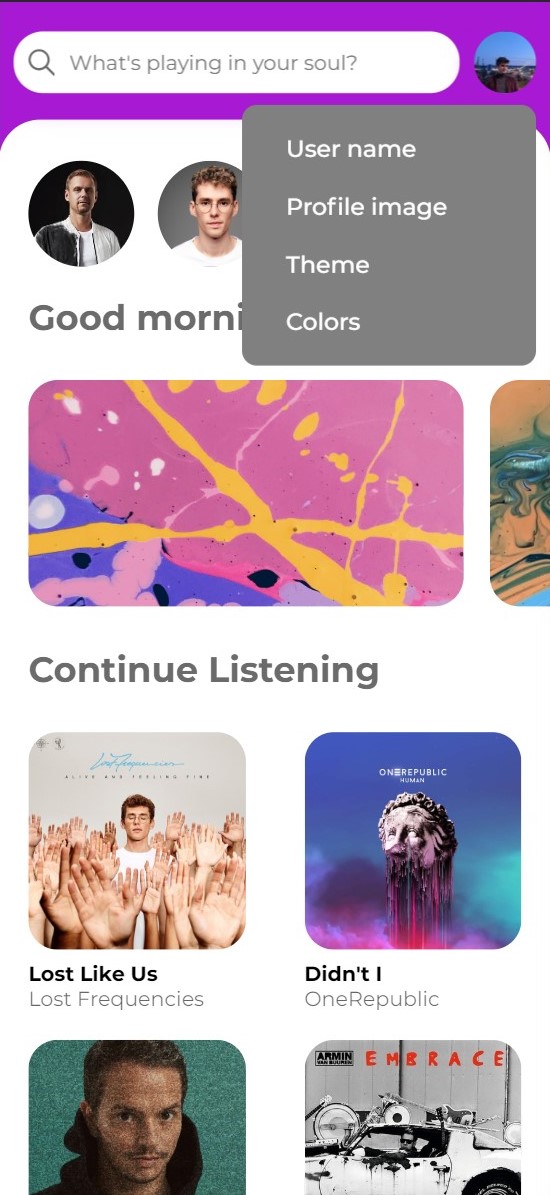 What's playing in your soul?
User name
Profile image
Theme
Colors
Good morni
Continue Listening
Lost Frequencies
ALIVE AND FEELING FINE
ONEREPUBLIC
HUMAN
Lost Like Us
Lost Frequencies
Didn't I
OneRepublic
ARMIN
VAN BUUREN
EMBRACE